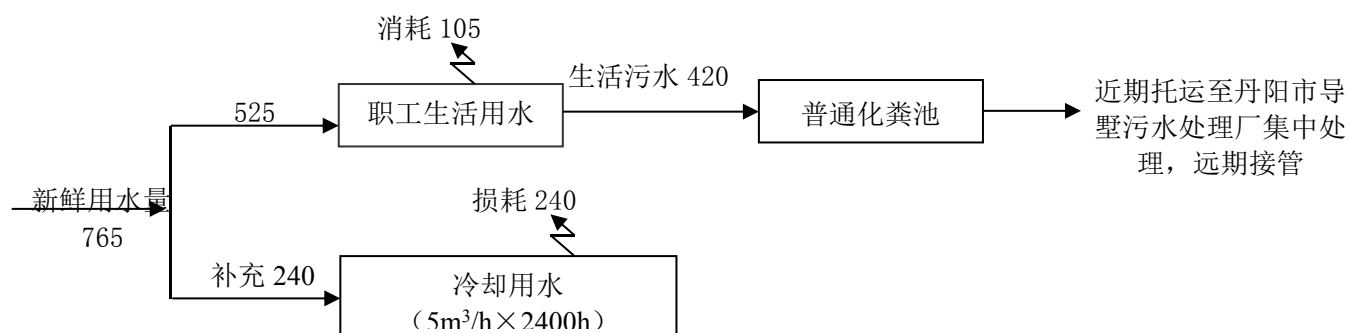 消耗 105
生活污水 420
525
职工生活用水
普通化粪池
近期托运至丹阳市导
墅污水处理厂集中处
理，远期接管
新鲜用水量
765
损耗 240
补充 240
冷却用水
（5m³/h×2400h）